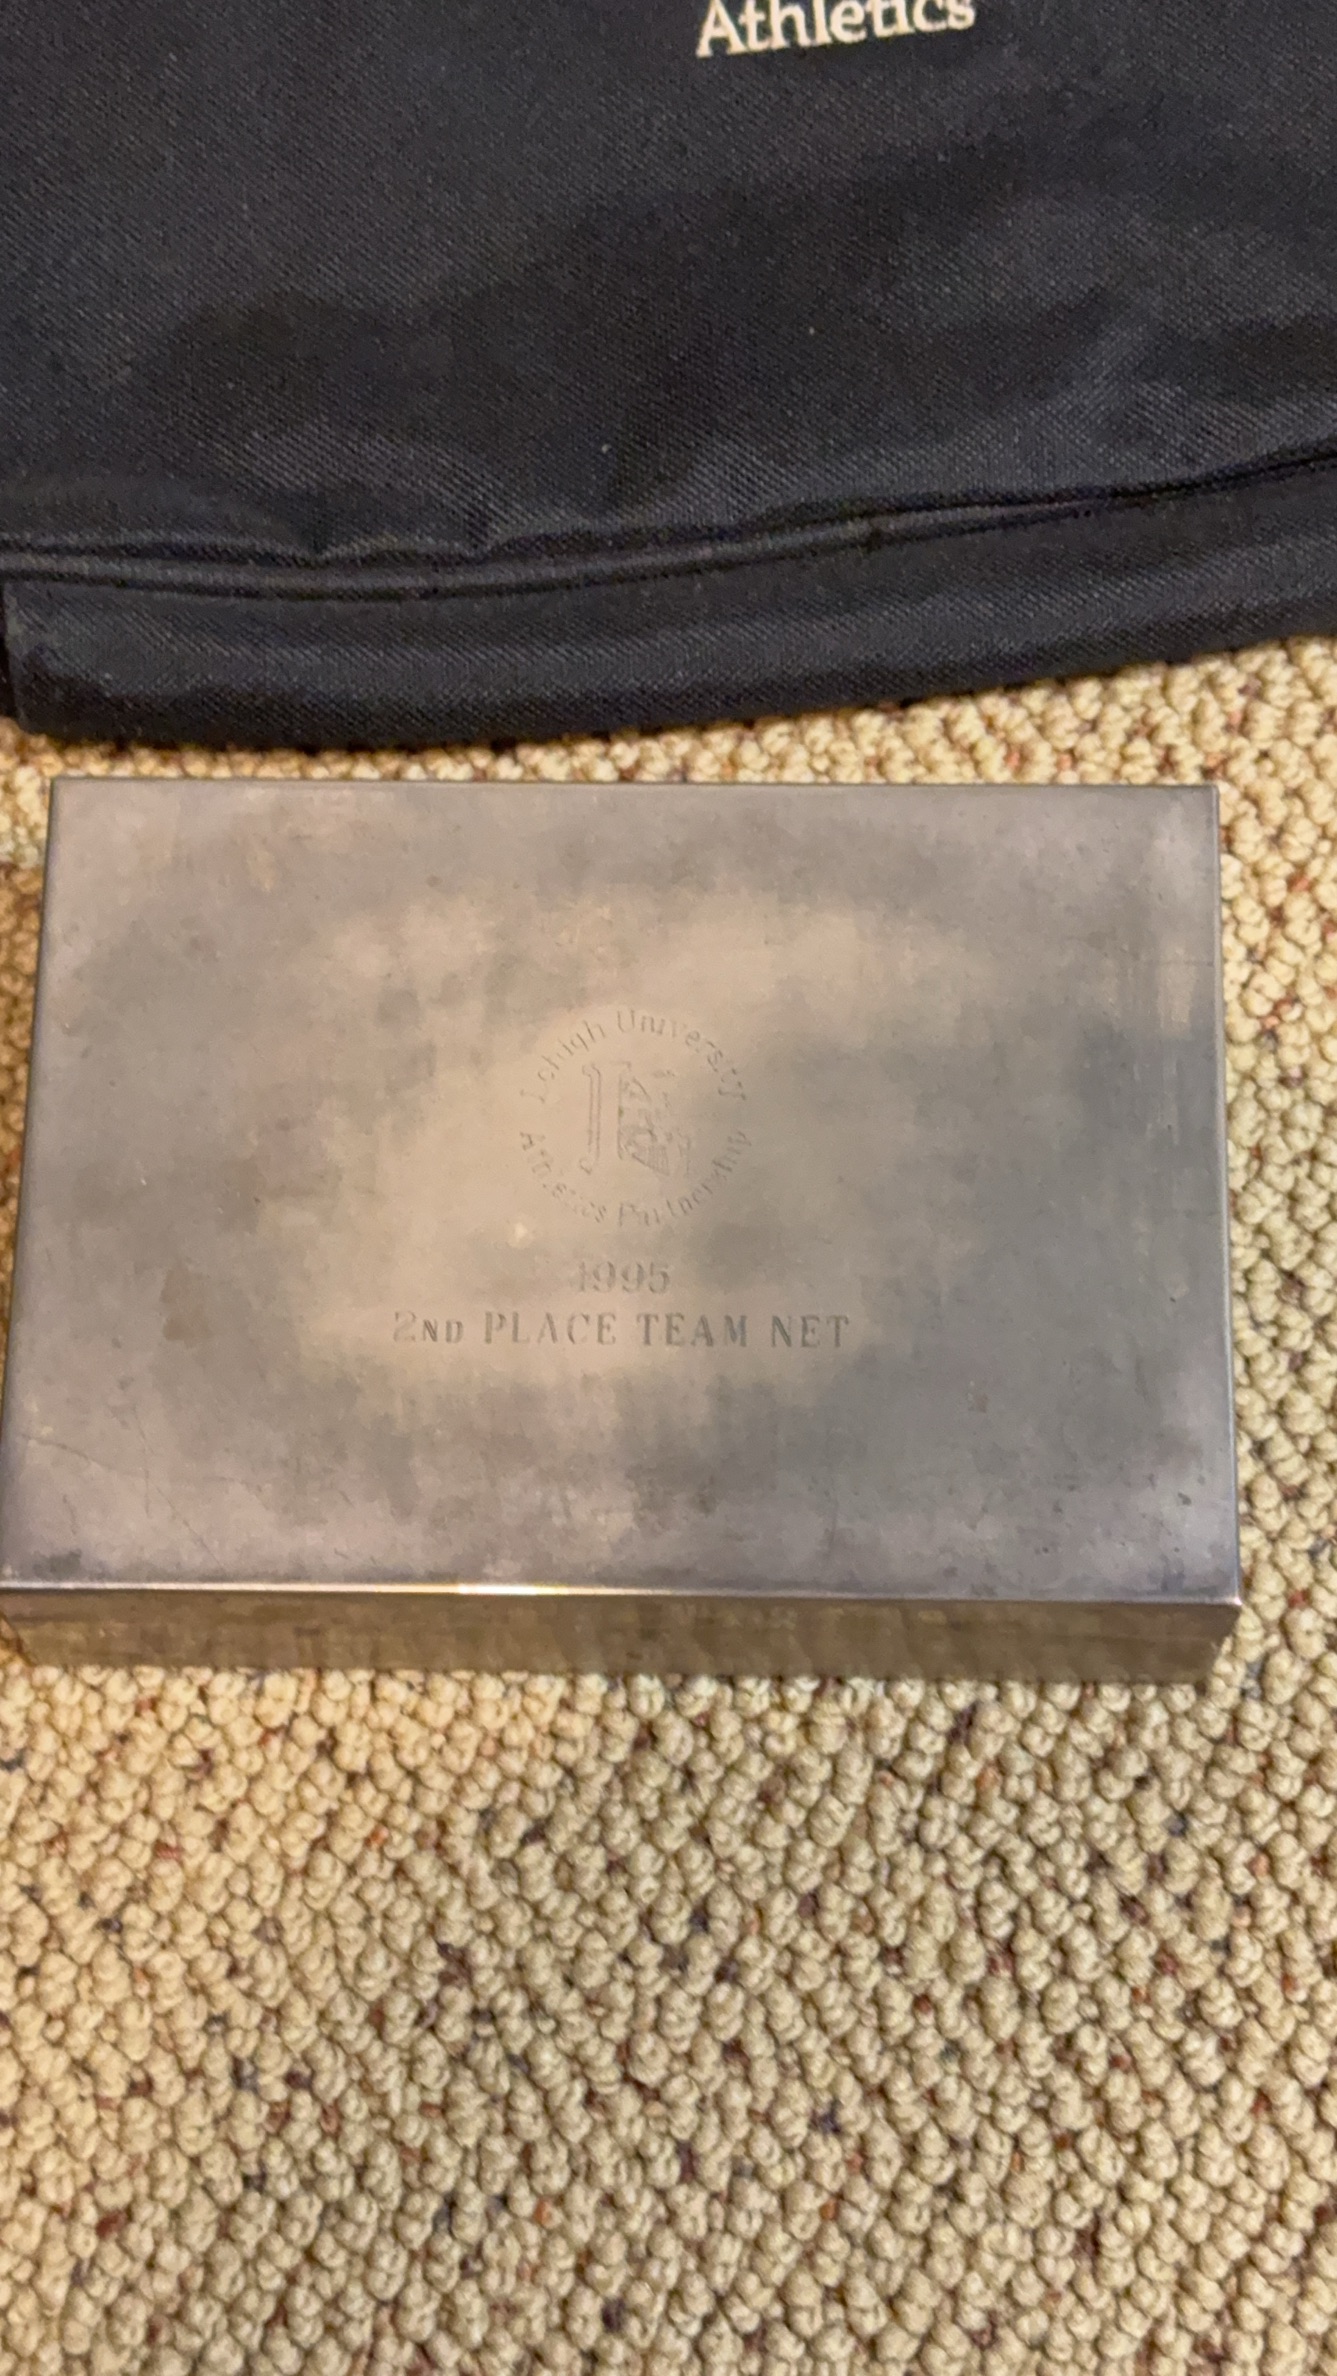 Athletics
Lehigh University
Athletics Partnership
1995
2ND PLACE TEAM NET